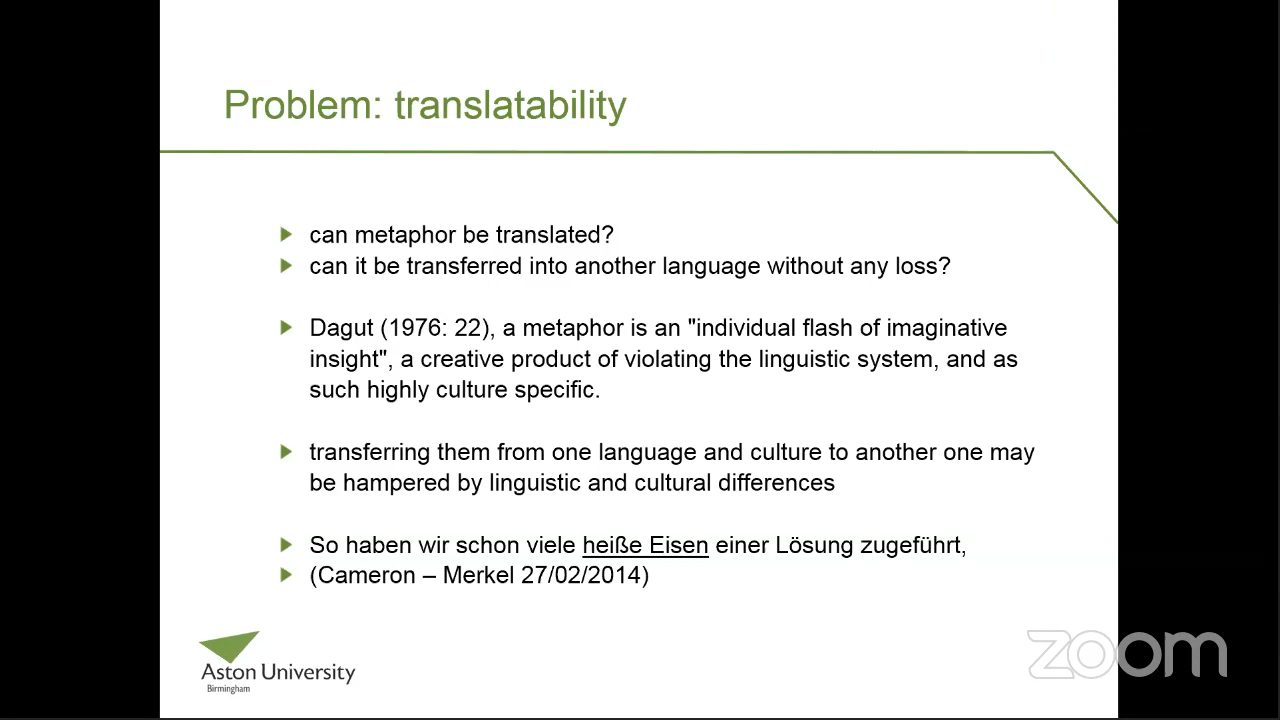 Problem: translatability
can metaphor be translated?
can it be transferred into another language without any loss?
Dagut (1976: 22), a metaphor is an "individual flash of imaginative
insight", a creative product of violating the linguistic system, and as
such highly culture specific.
transferring them from one language and culture to another one may
be hampered by linguistic and cultural differences
So haben wir schon viele heiße Eisen einer Lösung zugeführt,
(Cameron – Merkel 27/02/2014)
Aston University
Birmingham
zoom